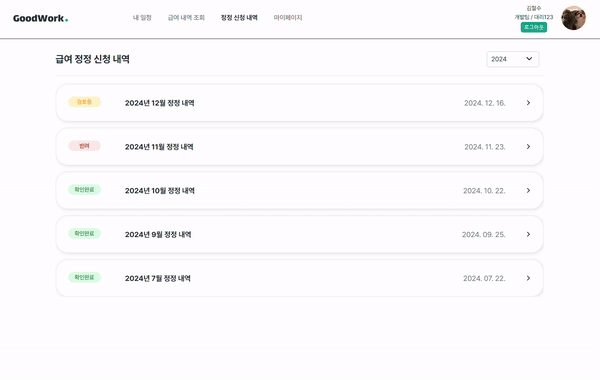 GoodWork.
내 일정 급여 내역 조회 정정 신청 내역 마이페이지
김철수
개발팀 / 대리123
로그아웃
급여 정정 신청 내역
2024
검토중 2024년 12월 정정 내역 2024. 12. 16.
반려 2024년 11월 정정 내역 2024. 11. 23.
확인완료 2024년 10월 정정 내역 2024. 10. 22.
확인완료 2024년 9월 정정 내역 2024. 09. 25.
확인완료 2024년 7월 정정 내역 2024. 07. 22.